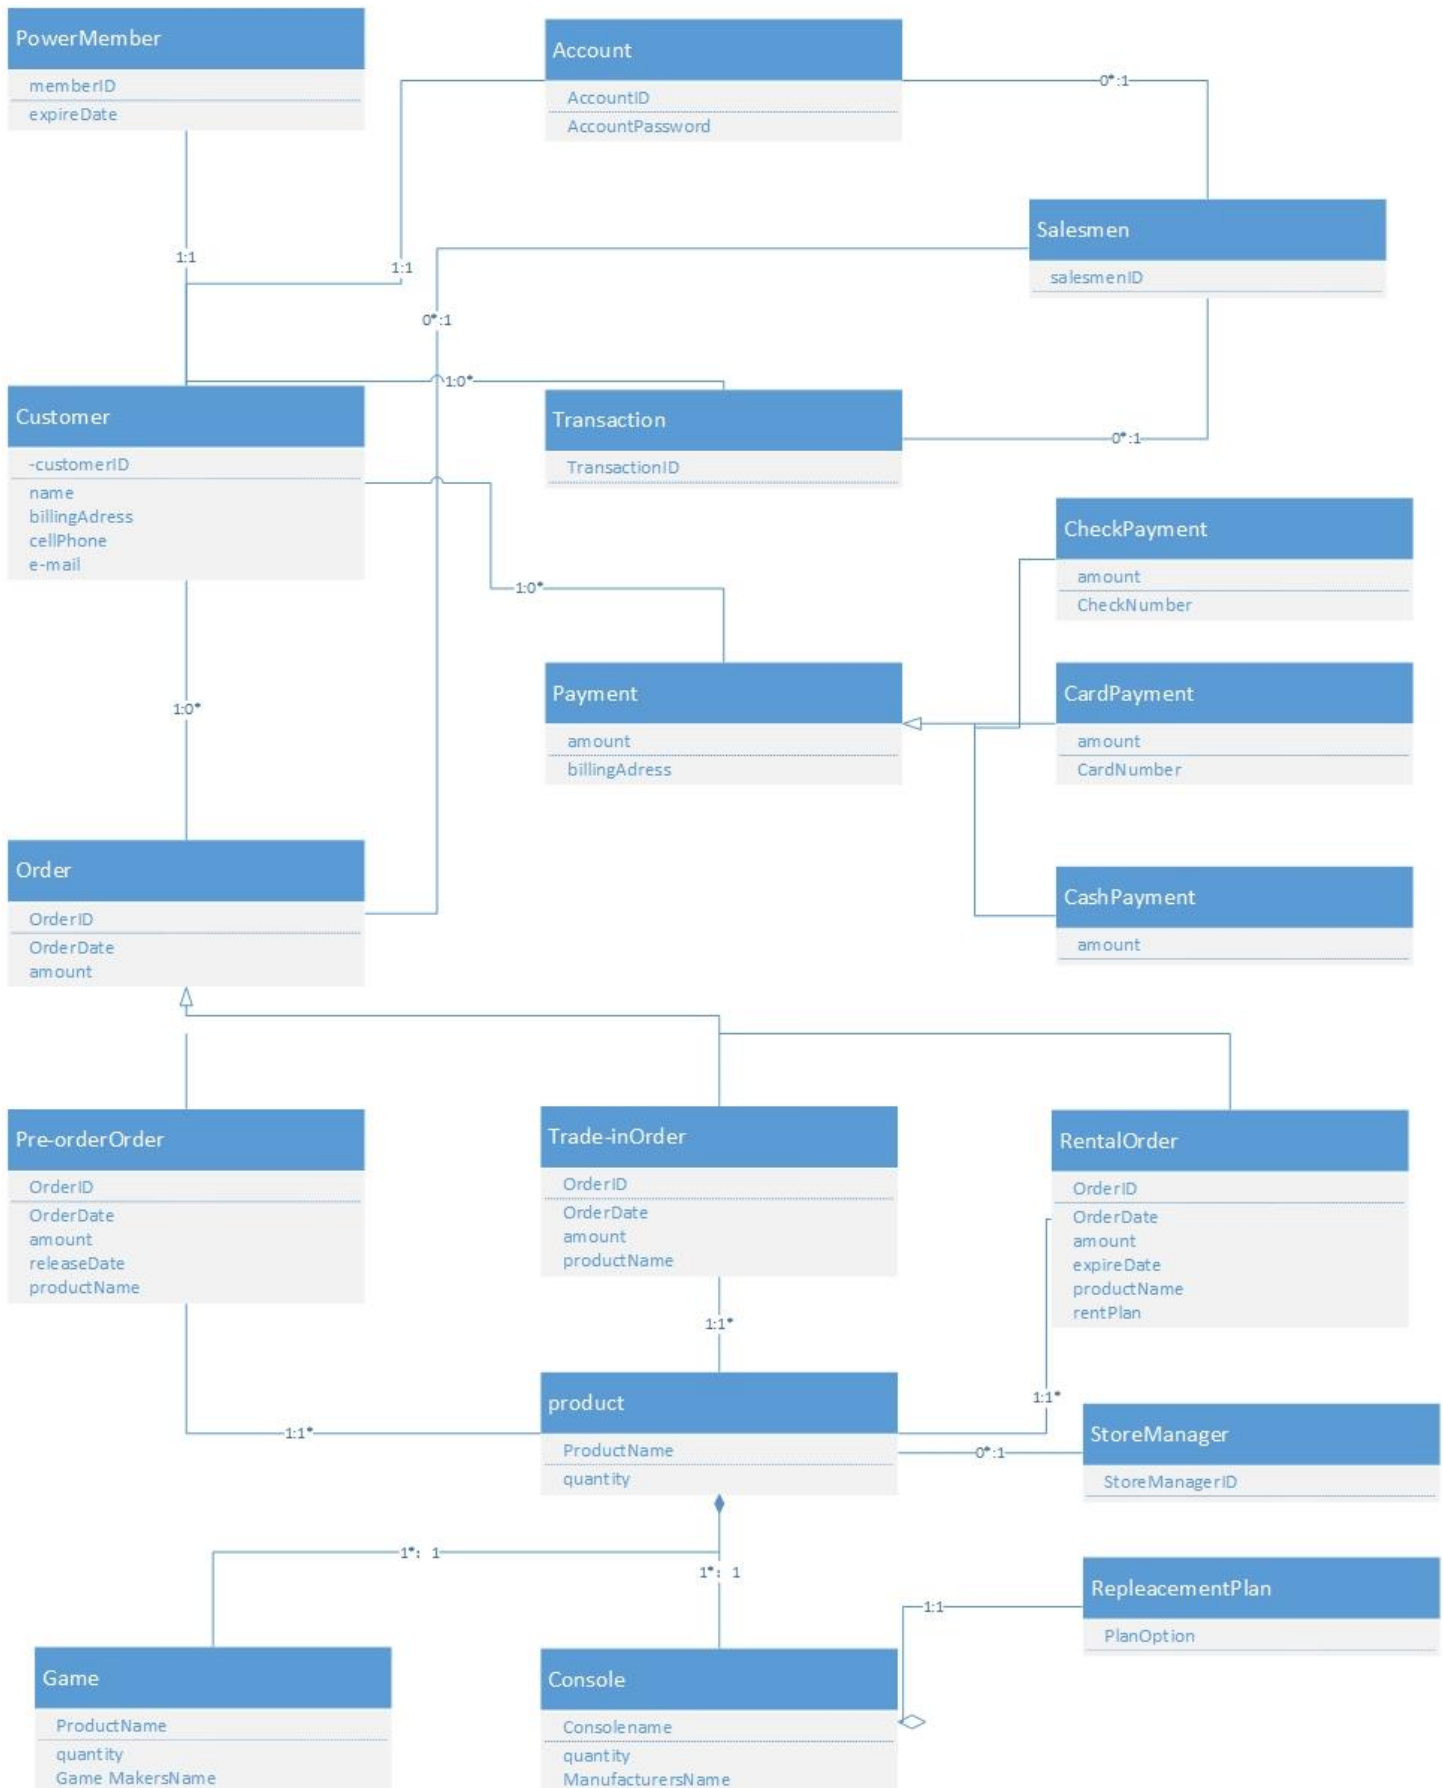 PowerMember
memberID
expireDate
Account
AccountID
AccountPassword
0*:1
Salesmen
salesmenID
1:1
1:1
0*:1
Customer
-customerID
name
billingAdress
cellPhone
e-mail
1:0*
Transaction
TransactionID
0*:1
CheckPayment
amount
CheckNumber
1:0*
Payment
amount
billingAdress
CardPayment
amount
CardNumber
1:0*
Order
OrderID
OrderDate
amount
CashPayment
amount
Pre-orderOrder
OrderID
OrderDate
amount
releaseDate
productName
Trade-inOrder
OrderID
OrderDate
amount
productName
RentalOrder
OrderID
OrderDate
amount
expireDate
productName
rentPlan
1:1*
1:1*
1:1*
product
ProductName
quantity
0*:1
StoreManager
StoreManagerID
1*: 1
1*: 1
RepleacementPlan
PlanOption
1:1
Game
ProductName
quantity
Game MakersName
Console
Consolename
quantity
ManufacturersName